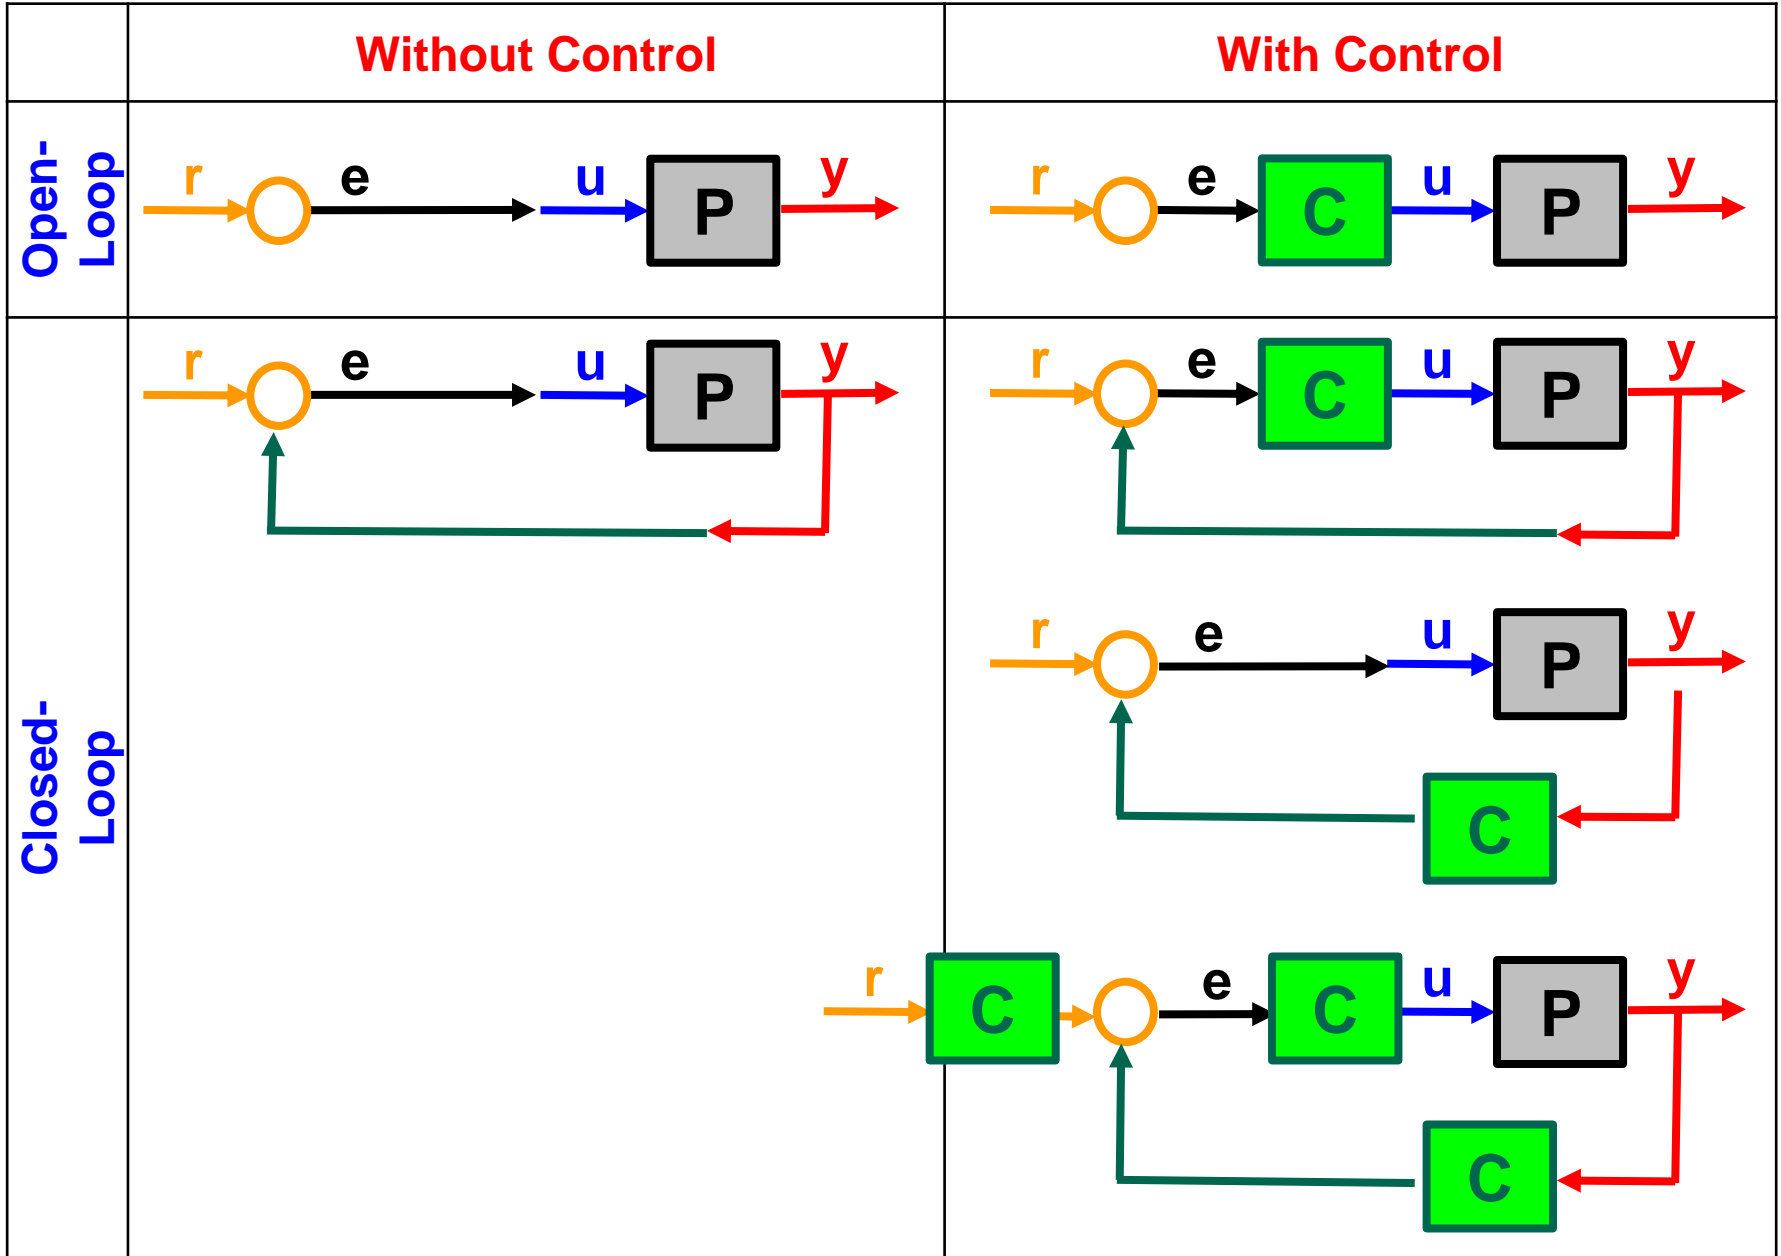 Without Control
With Control
Open-
Loop
r e u P y
r e C u P y
Closed-
Loop
r e u P y
r e C u P y
r e u P y
C
r C e C u P y
C